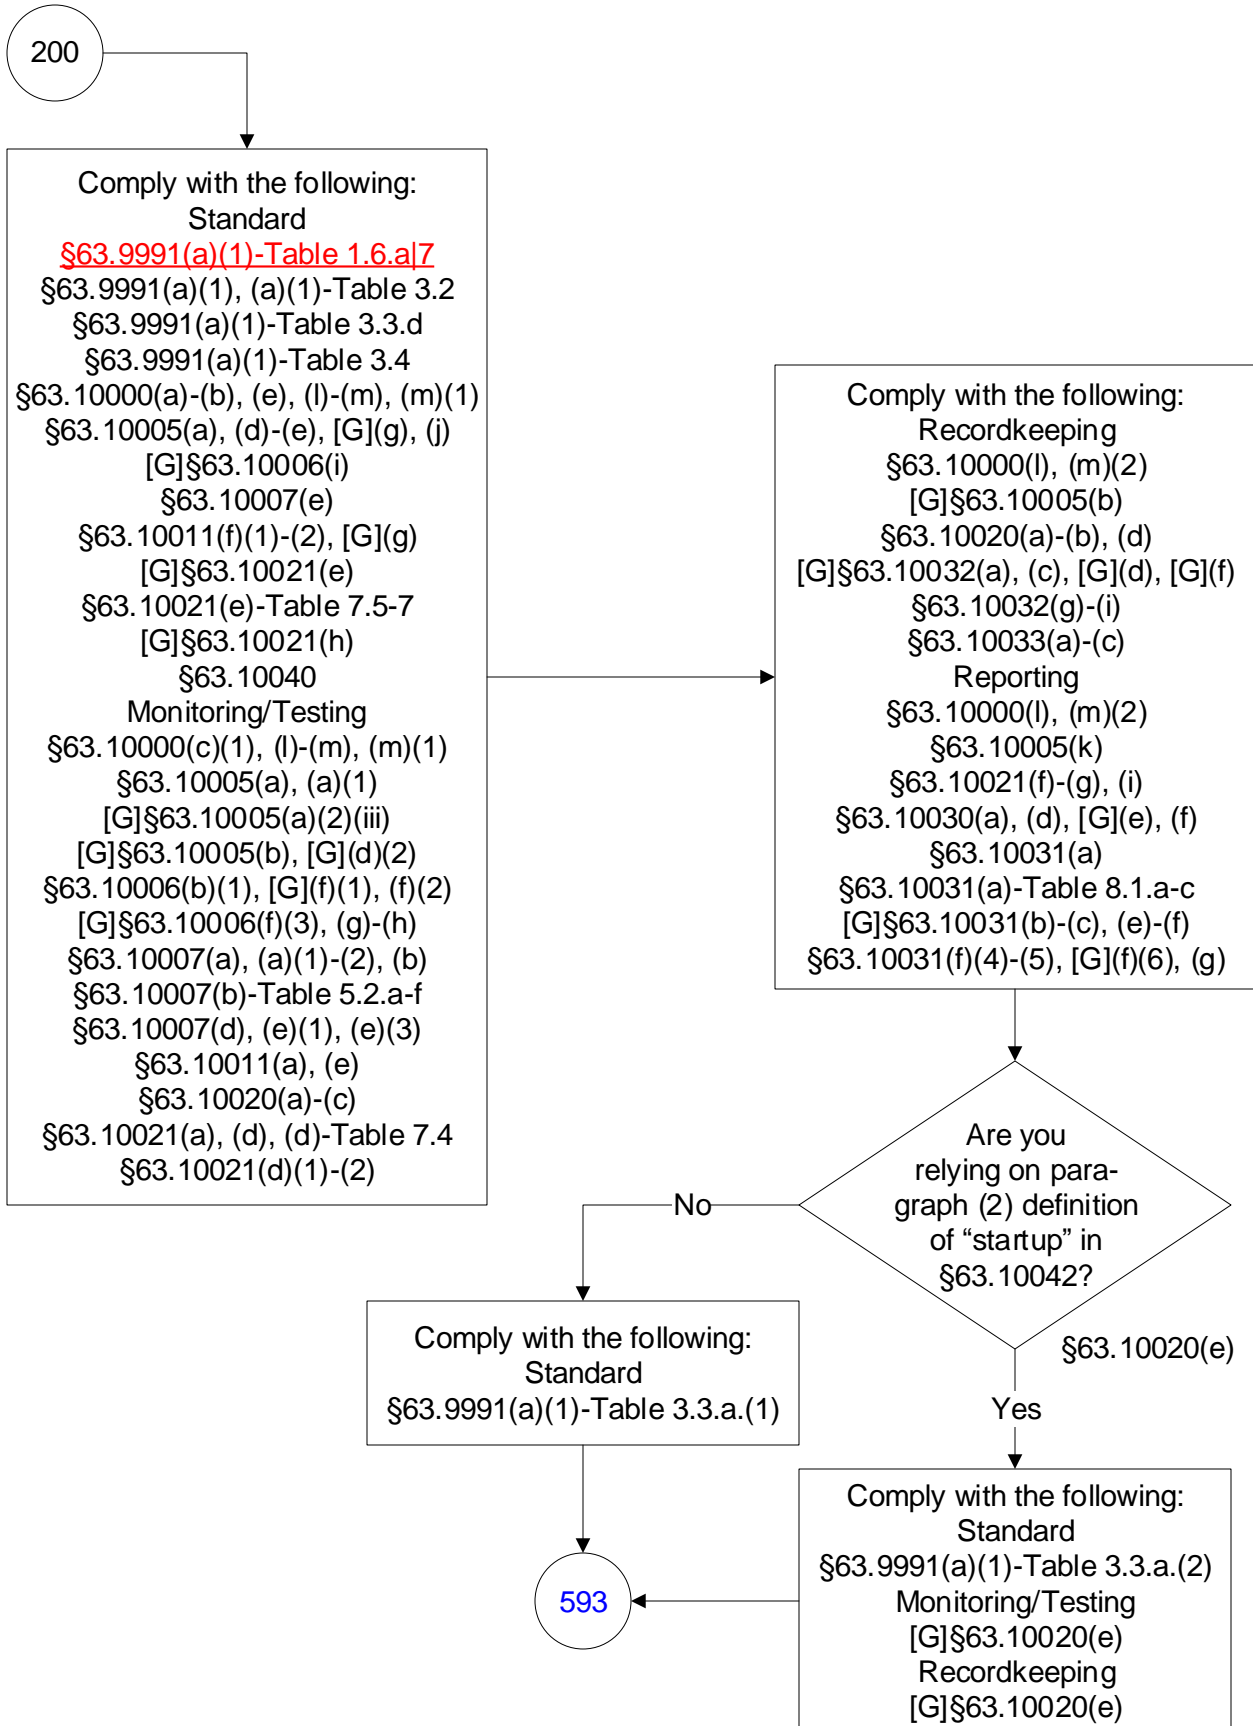 200
Comply with the following:
Standard
§63.9991(a)(1)-Table 1.6.a|7
§63.9991(a)(1), (a)(1)-Table 3.2
§63.9991(a)(1)-Table 3.3.d
§63.9991(a)(1)-Table 3.4
§63.10000(a)-(b), (e), (l)-(m), (m)(1)
§63.10005(a), (d)-(e), [G](g), (j)
[G]§63.10006(i)
§63.10007(e)
§63.10011(f)(1)-(2), [G](g)
[G]§63.10021(e)
§63.10021(e)-Table 7.5-7
[G]§63.10021(h)
§63.10040
Monitoring/Testing
§63.10000(c)(1), (l)-(m), (m)(1)
§63.10005(a), (a)(1)
[G]§63.10005(a)(2)(iii)
[G]§63.10005(b), [G](d)(2)
§63.10006(b)(1), [G](f)(1), (f)(2)
[G]§63.10006(f)(3), (g)-(h)
§63.10007(a), (a)(1)-(2), (b)
§63.10007(b)-Table 5.2.a-f
§63.10007(d), (e)(1), (e)(3)
§63.10011(a), (e)
§63.10020(a)-(c)
§63.10021(a), (d), (d)-Table 7.4
§63.10021(d)(1)-(2)
Comply with the following:
Recordkeeping
§63.10000(l), (m)(2)
[G]§63.10005(b)
§63.10020(a)-(b), (d)
[G]§63.10032(a), (c), [G](d), [G](f)
§63.10032(g)-(i)
§63.10033(a)-(c)
Reporting
§63.10000(l), (m)(2)
§63.10005(k)
§63.10021(f)-(g), (i)
§63.10030(a), (d), [G](e), (f)
§63.10031(a)
§63.10031(a)-Table 8.1.a-c
[G]§63.10031(b)-(c), (e)-(f)
§63.10031(f)(4)-(5), [G](f)(6), (g)
Are you
relying on para-
graph (2) definition
of “startup” in
§63.10042?
§63.10020(e)
No
Comply with the following:
Standard
§63.9991(a)(1)-Table 3.3.a.(1)
Yes
Comply with the following:
Standard
§63.9991(a)(1)-Table 3.3.a.(2)
Monitoring/Testing
[G]§63.10020(e)
Recordkeeping
[G]§63.10020(e)
593